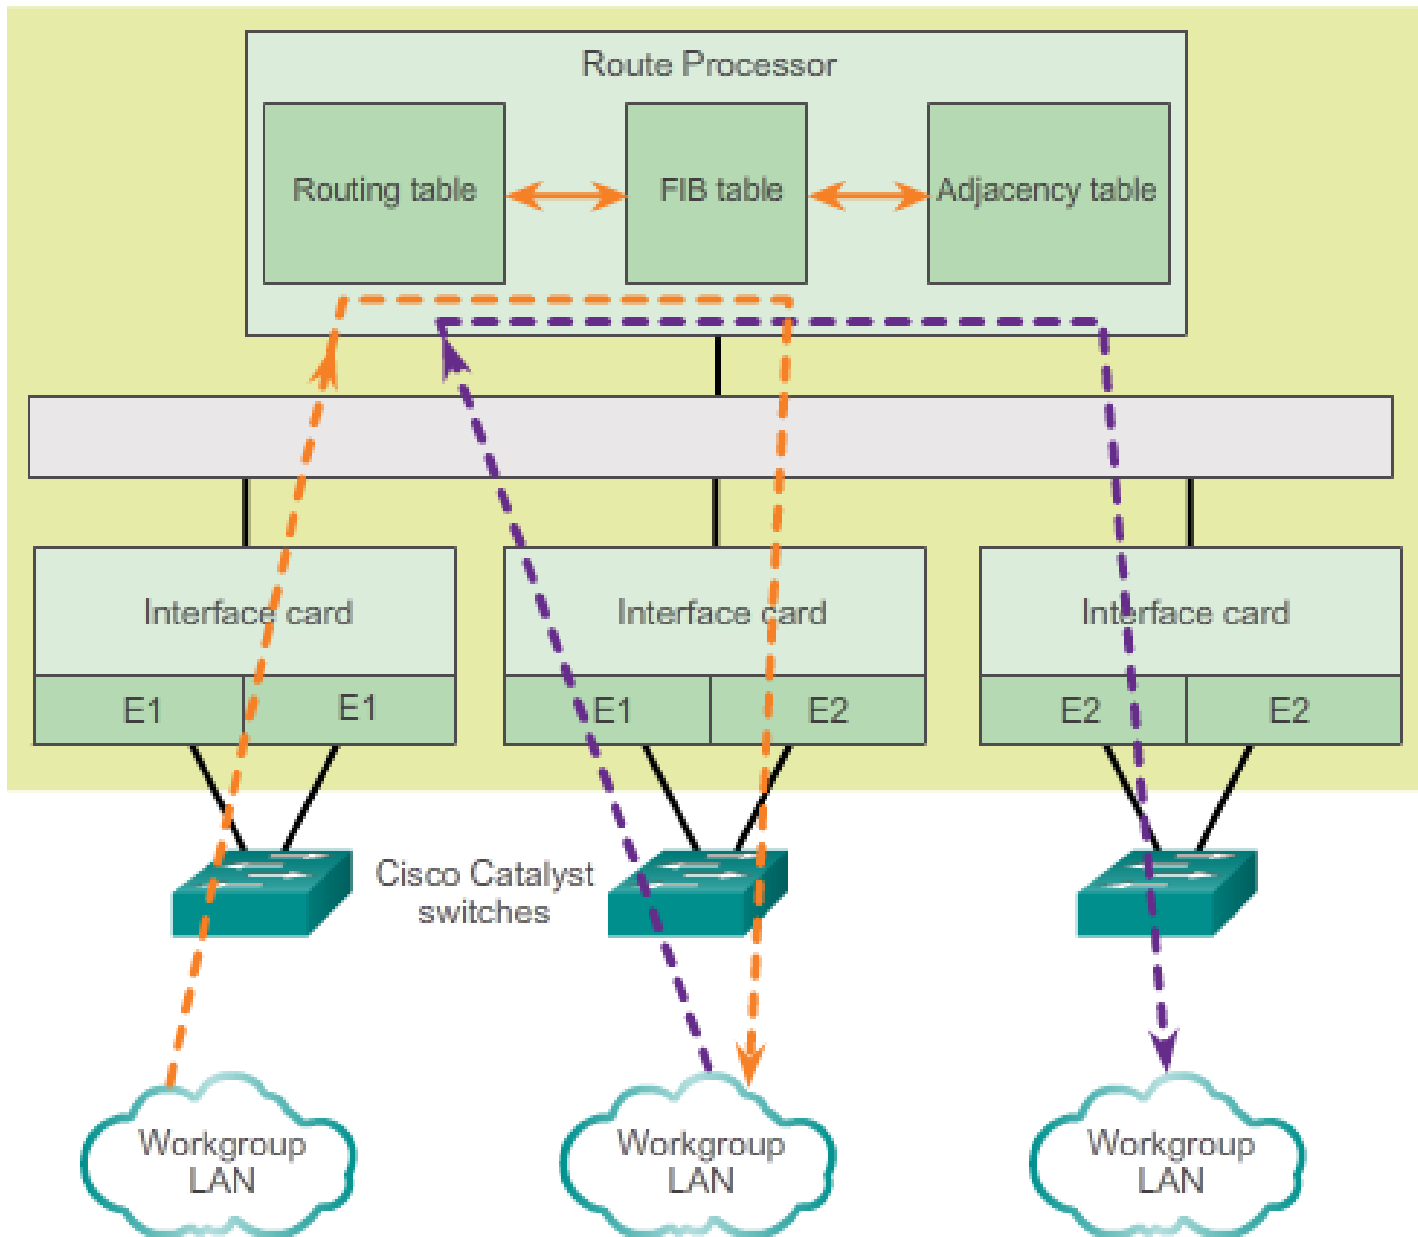 Route Processor
Routing table
FIB table
Adjacency table
Interface card
Interface card
Interface card
E1
E1
E1
E2
E2
E2
Cisco Catalyst
switches
Workgroup
LAN
Workgroup
LAN
Workgroup
LAN